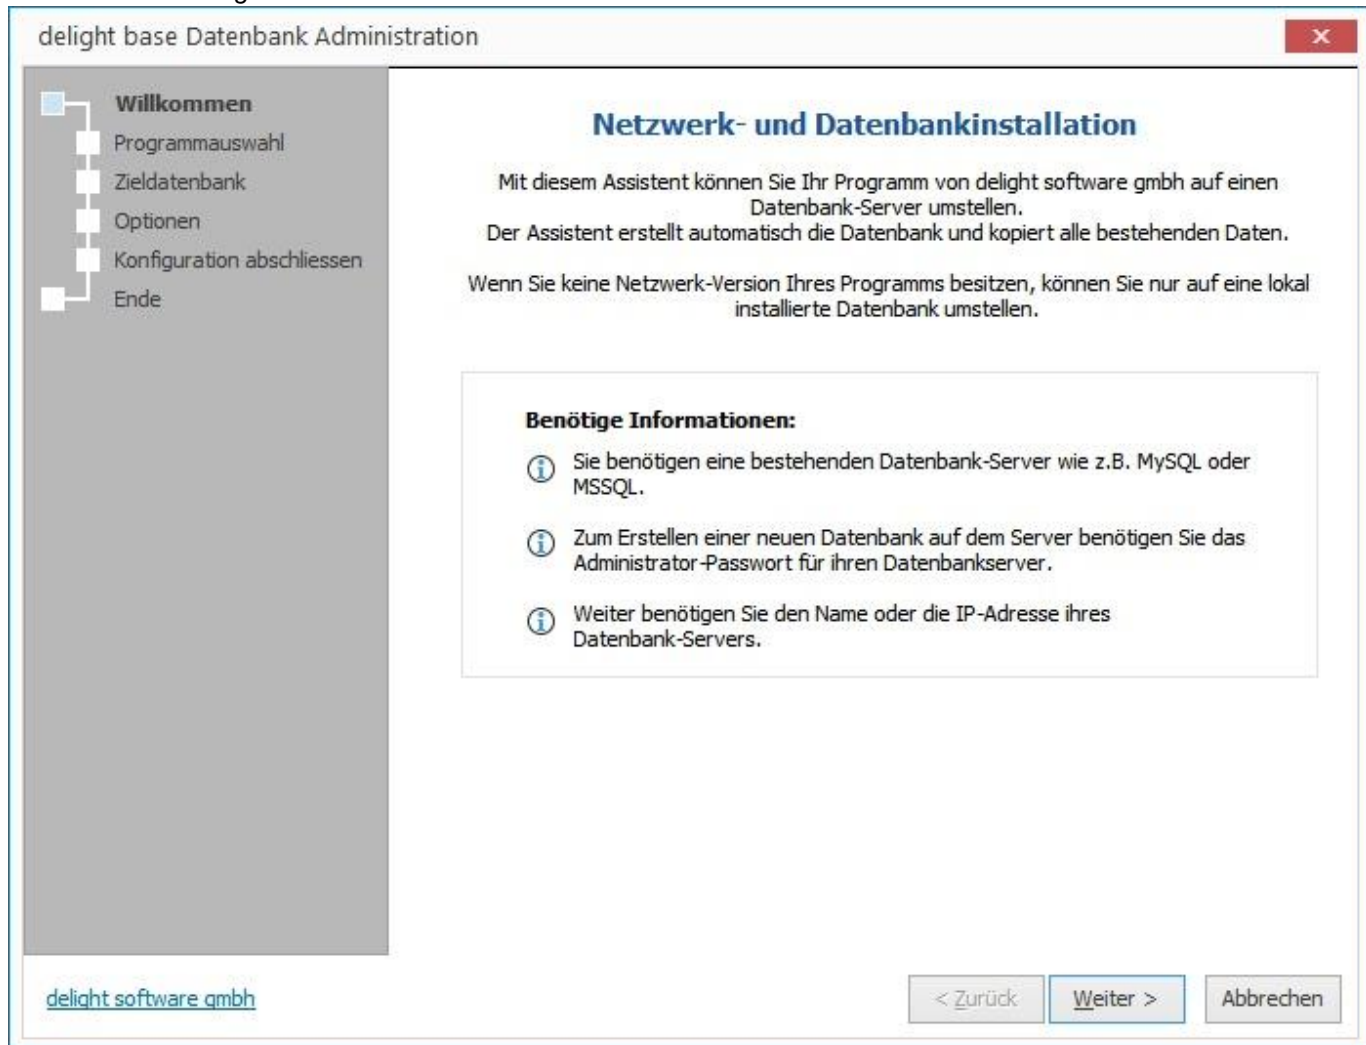 delight base Datenbank Administration
Willkommen
Programmauswahl
Zieldatenbank
Optionen
Konfiguration abschliessen
Ende
Netzwerk- und Datenbankinstallation
Mit diesem Assistent können Sie Ihr Programm von delight software gmbh auf einen
Datenbank-Server umstellen.
Der Assistent erstellt automatisch die Datenbank und kopiert alle bestehenden Daten.
Wenn Sie keine Netzwerk-Version Ihres Programms besitzen, können Sie nur auf eine lokal
installierte Datenbank umstellen.
Benötige Informationen:
Sie benötigen eine bestehenden Datenbank-Server wie z.B. MySQL oder
MSSQL.
Zum Erstellen einer neuen Datenbank auf dem Server benötigen Sie das
Administrator-Passwort für ihren Datenbankserver.
Weiter benötigen Sie den Name oder die IP-Adresse ihres
Datenbank-Servers.
delight software gmbh
< Zurück
Weiter >
Abbrechen